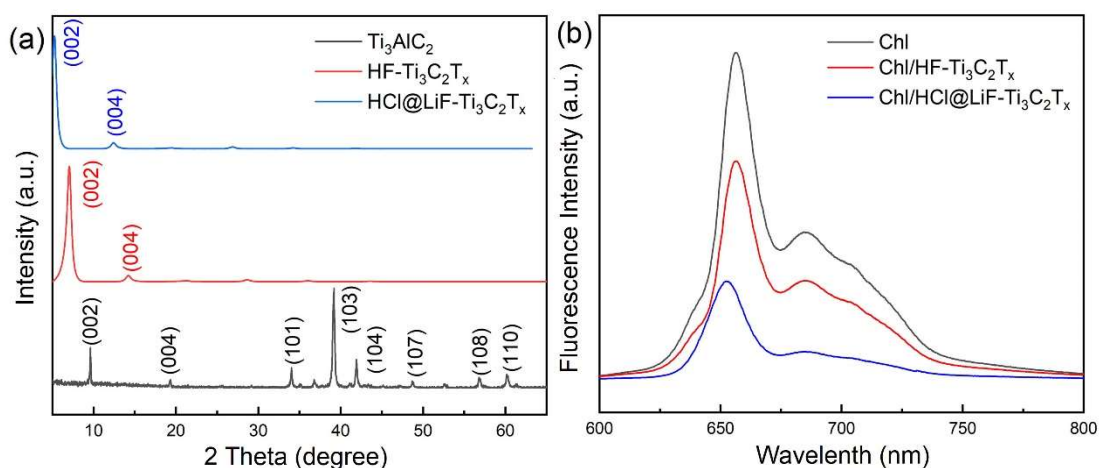 (a)
(002)
(004)
Ti₃AlC₂
HF-Ti₃C₂Tₓ
HCl@LiF-Ti₃C₂Tₓ
(002)
(004)
(002)
(004)
(101)
(103)
(104)
(107)
(108)
(110)
Intensity (a.u.)
10 20 30 40 50 60
2 Theta (degree)
(b)
Chl
Chl/HF-Ti₃C₂Tₓ
Chl/HCl@LiF-Ti₃C₂Tₓ
Fluorescence Intensity (a.u.)
600 650 700 750 800
Wavelenth (nm)